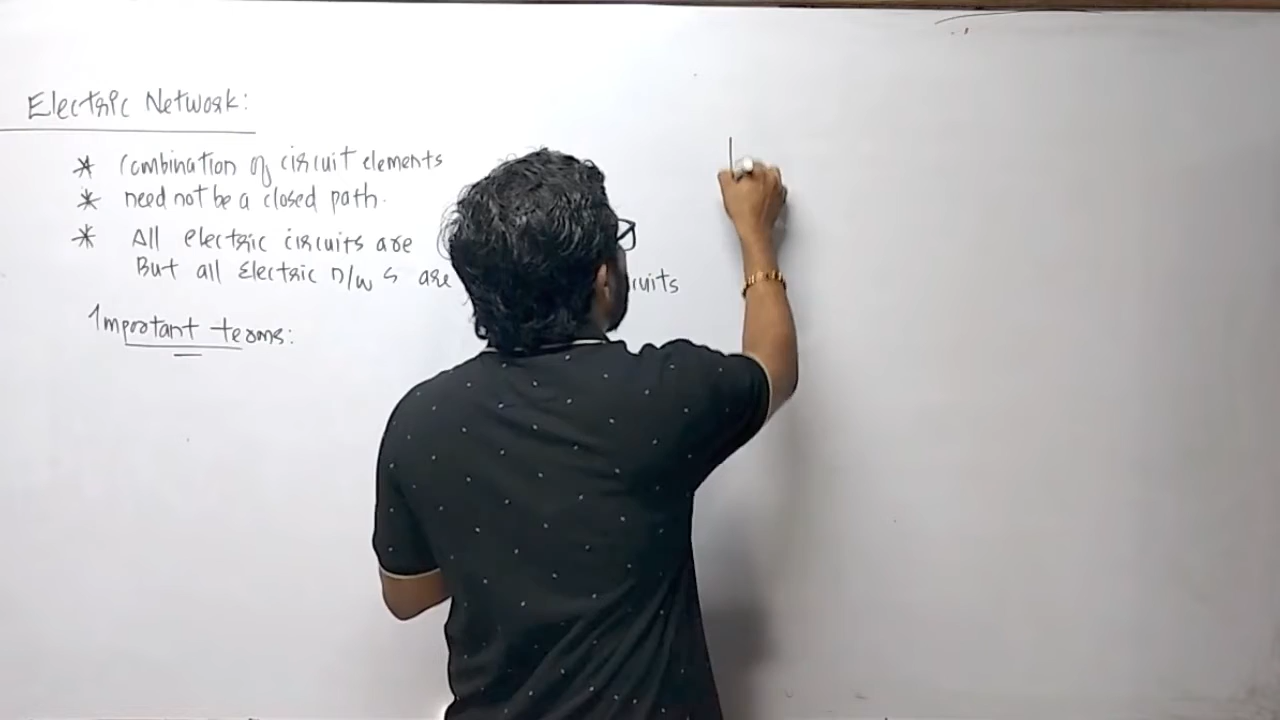 Electric Network:
* Combination of circuit elements
* need not be a closed path.
* All electric circuits are
But all Electric n/w s are
Important terms: